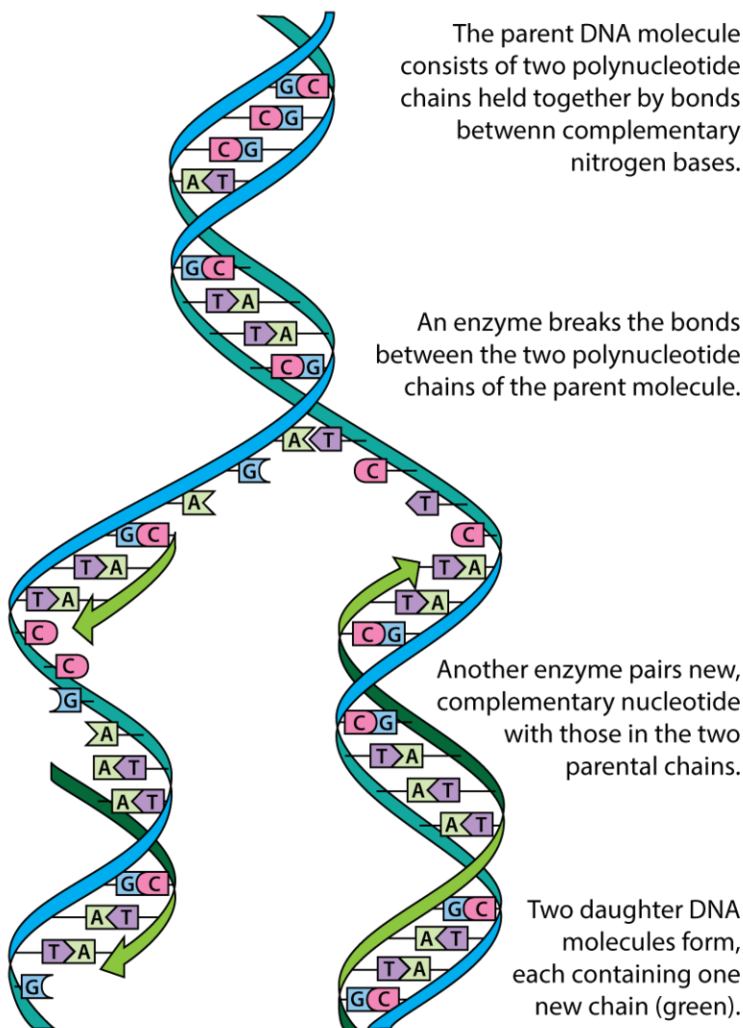 The parent DNA molecule
consists of two polynucleotide
chains held together by bonds
betwenn complementary
nitrogen bases.
G C
C G
C G
A T
G C
T A
T A
C G
An enzyme breaks the bonds
between the two polynucleotide
chains of the parent molecule.
A T
G C
A T
G C C
T A T A
T A T A
C C G
C
G
A
A T
A T
Another enzyme pairs new,
complementary nucleotide
with those in the two
parental chains.
C G
T A
A T
A T
G C
A T
T A
G
G C
A T
T A
G C
Two daughter DNA
molecules form,
each containing one
new chain (green).